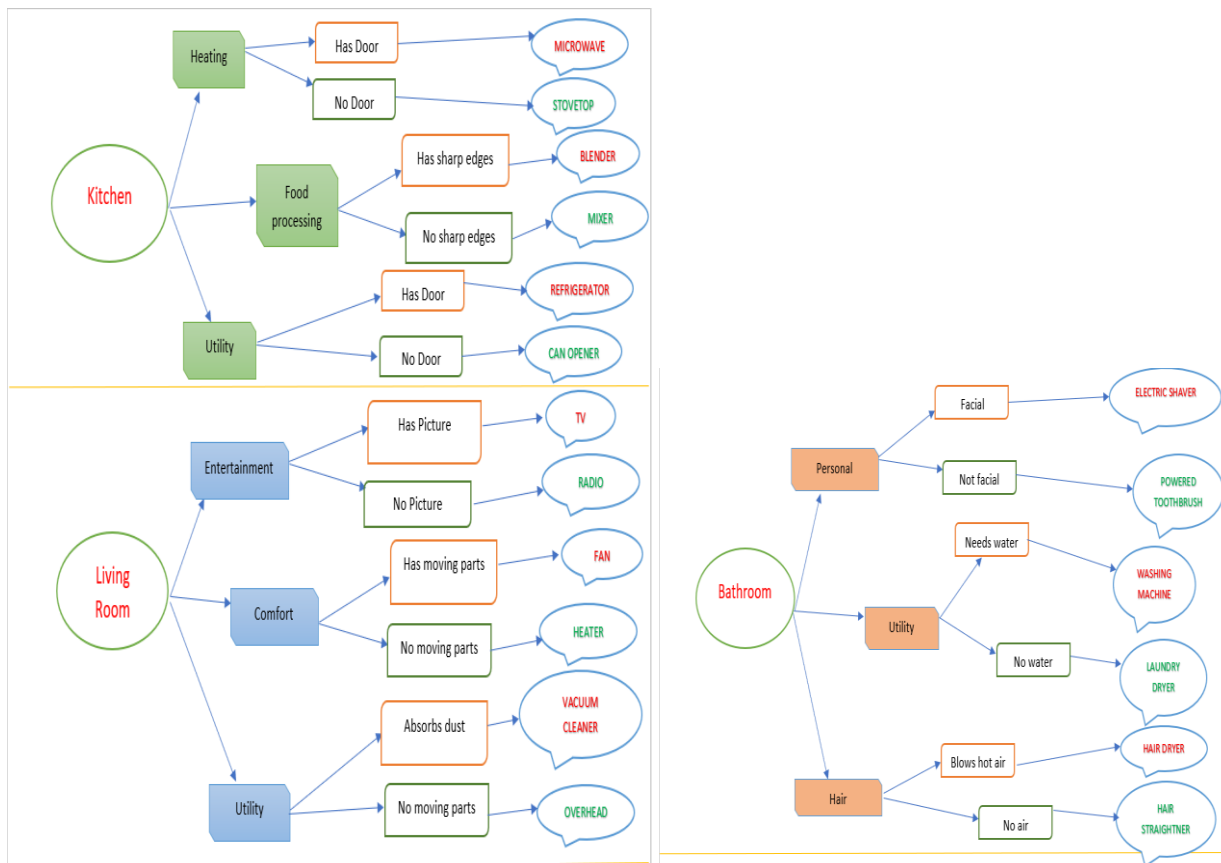 Kitchen
Heating
Has Door
MICROWAVE
No Door
STOVETOP
Food
processing
Has sharp edges
BLENDER
No sharp edges
MIXER
Utility
Has Door
REFRIGERATOR
No Door
CAN OPENER
Living
Room
Entertainment
Has Picture
TV
No Picture
RADIO
Comfort
Has moving parts
FAN
No moving parts
HEATER
Utility
Absorbs dust
VACUUM
CLEANER
No moving parts
OVERHEAD
Bathroom
Personal
Facial
ELECTRIC SHAVER
Not facial
POWERED
TOOTHBRUSH
Utility
Needs water
WASHING
MACHINE
No water
LAUNDRY
DRYER
Hair
Blows hot air
HAIR DRYER
No air
HAIR
STRAIGHTNER